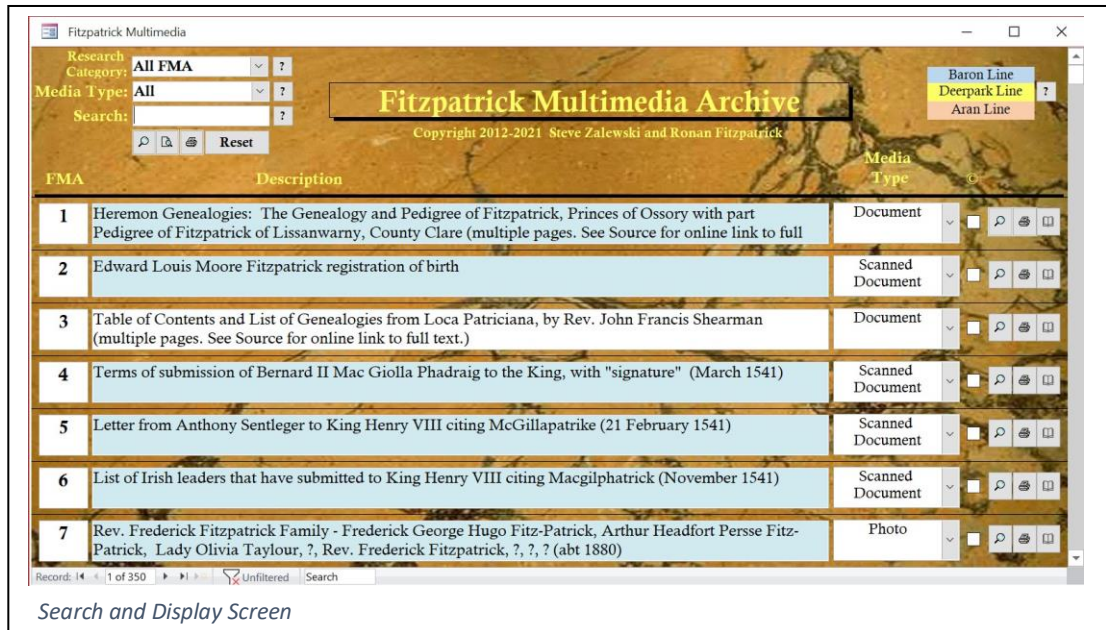 Fitzpatrick Multimedia
Research
Category:
All FMA
?
Media Type:
All
?
Search:
?
Reset
Fitzpatrick Multimedia Archive
Copyright 2012-2021 Steve Zalewski and Ronan Fitzpatrick
Baron Line
Deerpark Line
?
Aran Line
FMA
Description
Media
Type
©
1
Heremon Genealogies: The Genealogy and Pedigree of Fitzpatrick, Princes of Ossory with part
Pedigree of Fitzpatrick of Lissanwarny, County Clare (multiple pages. See Source for online link to full
Document
2
Edward Louis Moore Fitzpatrick registration of birth
Scanned
Document
3
Table of Contents and List of Genealogies from Loca Patriciana, by Rev. John Francis Shearman
(multiple pages. See Source for online link to full text.)
Document
4
Terms of submission of Bernard II Mac Giolla Phadraig to the King, with "signature" (March 1541)
Scanned
Document
5
Letter from Anthony Sentleger to King Henry VIII citing McGillapatrike (21 February 1541)
Scanned
Document
6
List of Irish leaders that have submitted to King Henry VIII citing Macgilphatrick (November 1541)
Scanned
Document
7
Rev. Frederick Fitzpatrick Family - Frederick George Hugo Fitz-Patrick, Arthur Headfort Persse Fitz-
Patrick, Lady Olivia Taylour, ?, Rev. Frederick Fitzpatrick, ?, ?, ? (abt 1880)
Photo
Record: 1 of 350 Unfiltered Search
Search and Display Screen